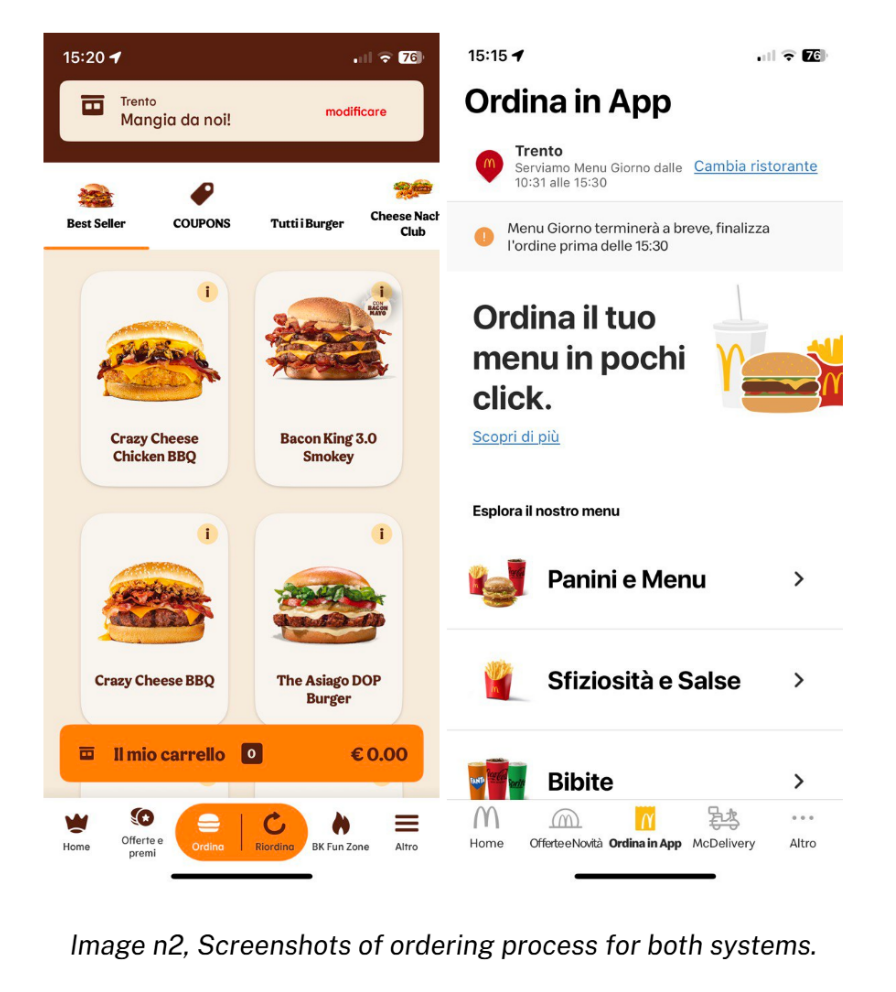 15:20
76
Trento
Mangia da noi!
modificare
Best Seller
COUPONS
Tutti i Burger
Cheese Nach
Club
i
i
CON
BACON
MAYO
Crazy Cheese
Chicken BBQ
Bacon King 3.0
Smokey
i
i
Crazy Cheese BBQ
The Asiago DOP
Burger
Il mio carrello
0
€ 0.00
Home
Offerte e
premi
Ordina
Riordina
BK Fun Zone
Altro
15:15
76
Ordina in App
Trento
Serviamo Menu Giorno dalle
10:31 alle 15:30
Cambia ristorante
Menu Giorno terminerà a breve, finalizza
l'ordine prima delle 15:30
Ordina il tuo
menu in pochi
click.
Scopri di più
Esplora il nostro menu
Panini e Menu
Sfiziosità e Salse
Bibite
Home
Offerte e Novità
Ordina in App
McDelivery
Altro
Image n2, Screenshots of ordering process for both systems.